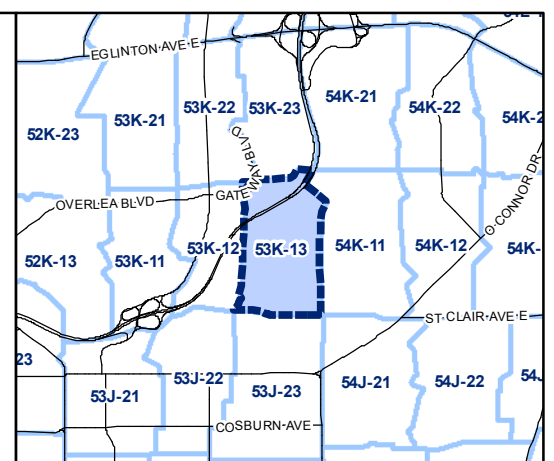 EGLINTON AVE E
53K-21
53K-22
53K-23
54K-21
54K-22
52K-23
OVERLEA BLVD
GATEWAY BLVD
O CONNOR DR
52K-13
53K-11
53K-12
53K-13
54K-11
54K-12
54K-
ST CLAIR AVE E
23
53J-21
53J-22
53J-23
54J-21
54J-22
54J
COSBURN AVE